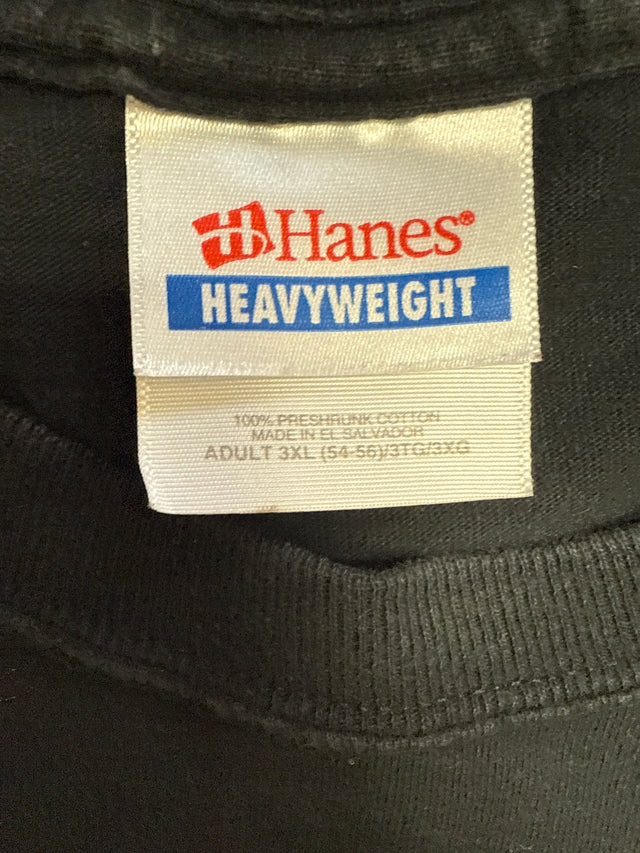 Hanes®
HEAVYWEIGHT
100% PRESHRUNK COTTON
MADE IN EL SALVADOR
ADULT 3XL (54-56)/3TG/3XG